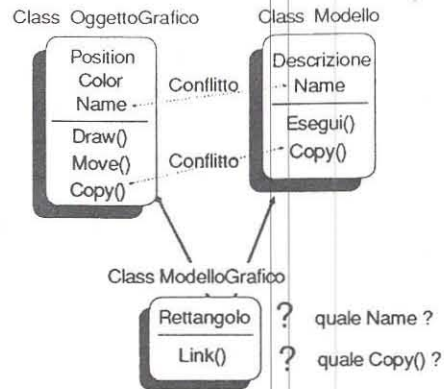 Class OggettoGrafico
Position
Color
Name
Draw()
Move()
Copy()
Class Modello
Descrizione
Name
Esegui()
Copy()
Conflitto
Conflitto
Class ModelloGrafico
Rettangolo
Link()
? quale Name ?
? quale Copy() ?